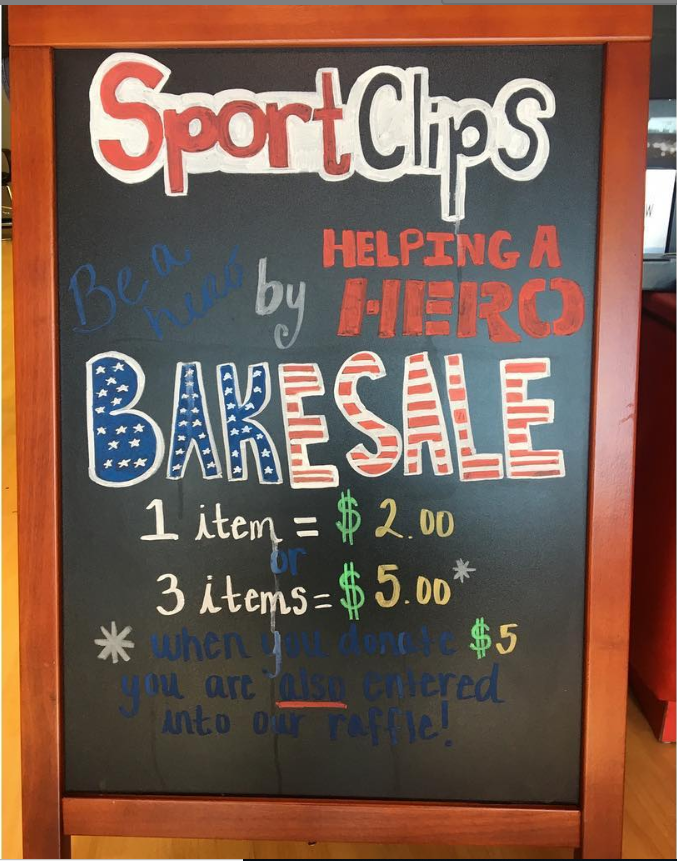 SportClips
Be a hero by HELPING A HERO
BAKESALE
1 item = $ 2.00
or
3 items = $ 5.00*
* when you donate $5
you are also entered
into our raffle!
W